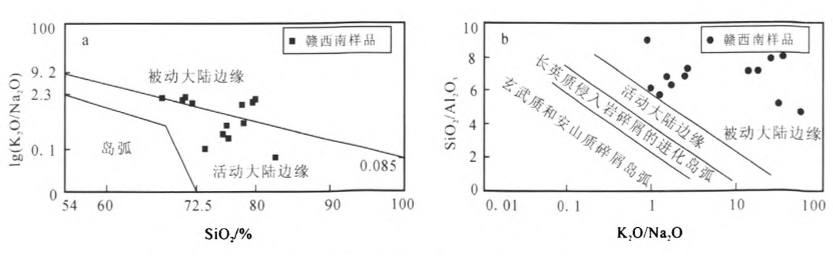 a
赣西南样品
被动大陆边缘
岛弧
活动大陆边缘
0.085
100
9.2
2.3
0.1
0
54 60 72.5 80 90 100
lg(K₂O/Na₂O)
SiO₂/%
b
赣西南样品
活动大陆边缘
长英质侵入岩碎屑的进化岛弧
玄武质和安山质碎屑岛弧
被动大陆边缘
10
8
6
4
2
0
0.01 0.1 1 10 100
SiO₂/Al₂O₃
K₂O/Na₂O